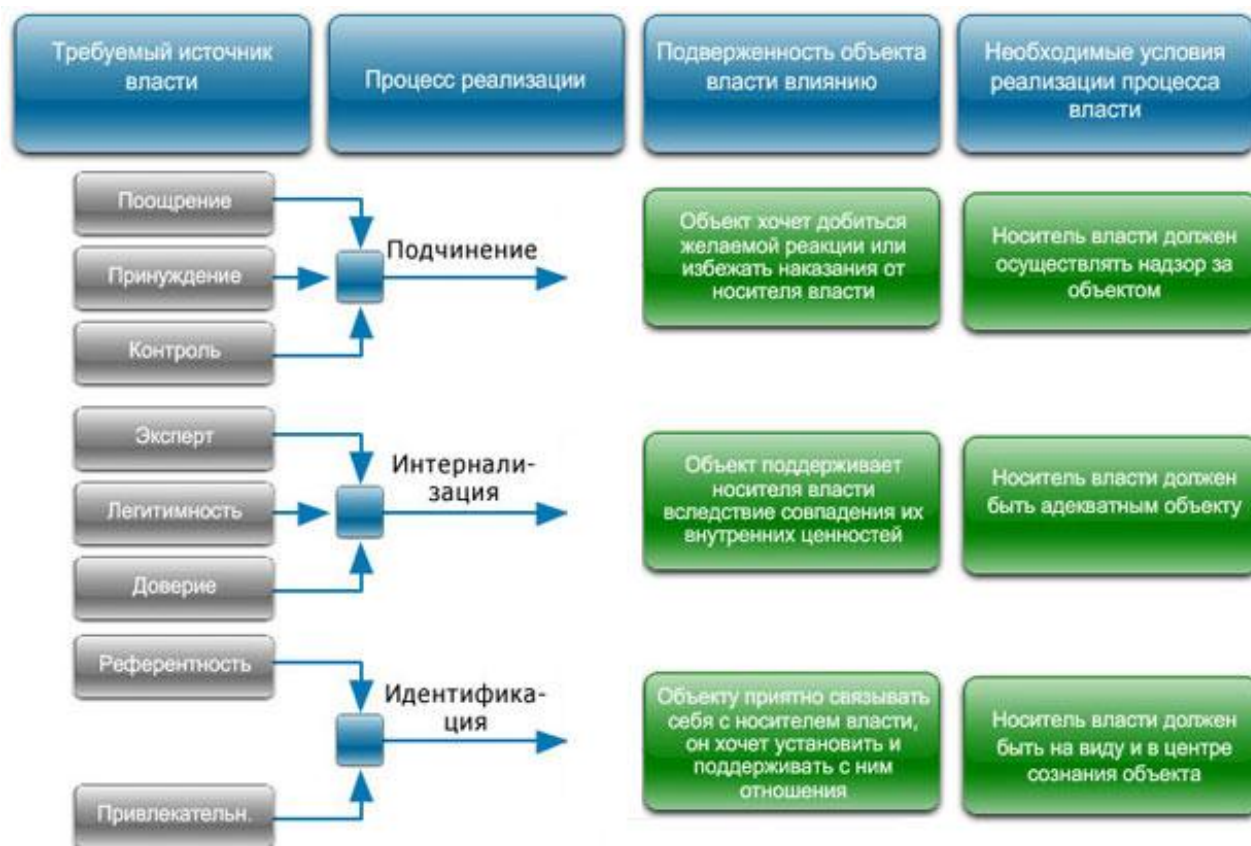 Требуемый источник
власти
Процесс реализации
Подверженность объекта
власти влиянию
Необходимые условия
реализации процесса
власти
Поощрение
Принуждение
Контроль
Подчинение
Объект хочет добиться
желаемой реакции или
избежать наказания от
носителя власти
Носитель власти должен
осуществлять надзор за
объектом
Эксперт
Легитимность
Доверие
Интернали-
зация
Объект поддерживает
носителя власти
вследствие совпадения их
внутренних ценностей
Носитель власти должен
быть адекватным объекту
Референтность
Привлекательн.
Идентифика-
ция
Объекту приятно связывать
себя с носителем власти,
он хочет установить и
поддерживать с ним
отношения
Носитель власти должен
быть на виду и в центре
сознания объекта